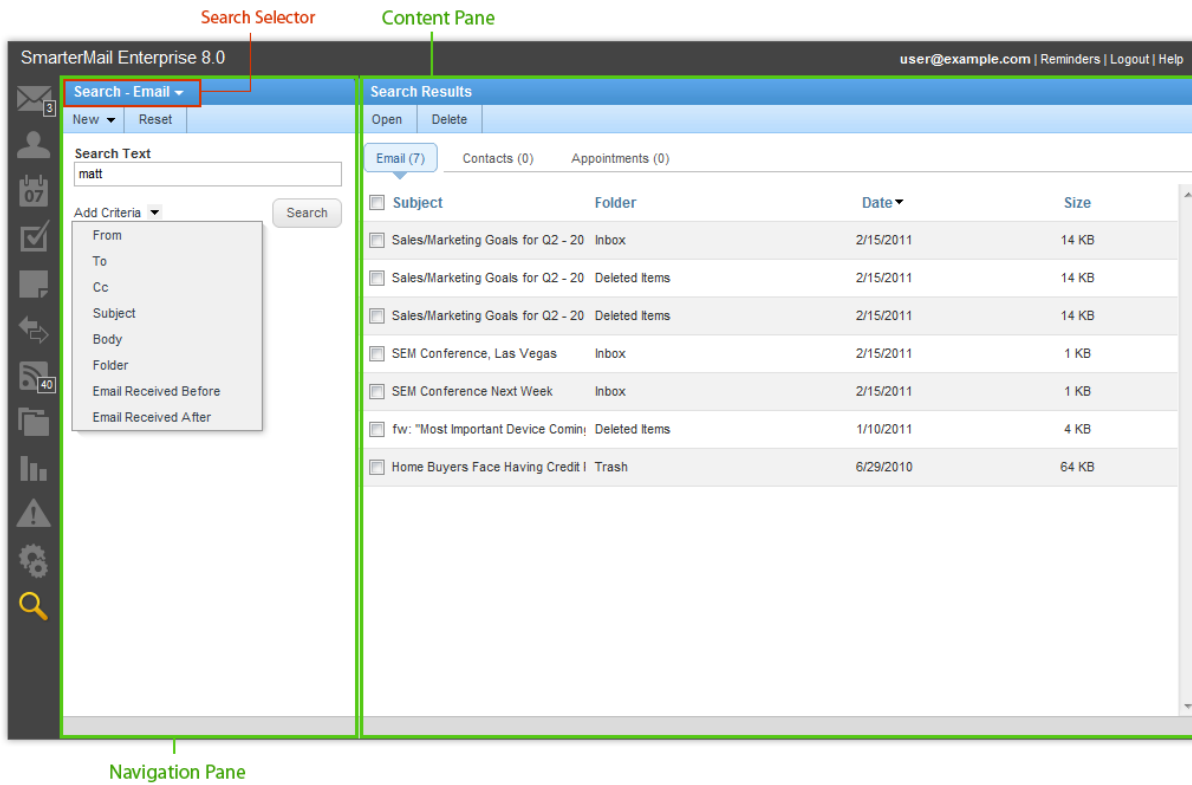 Search Selector Content Pane
SmarterMail Enterprise 8.0 user@example.com | Reminders | Logout | Help
Search - Email Search Results
3
New Reset Open Delete
Search Text
matt
Email (7) Contacts (0) Appointments (0)
07
Add Criteria Search
Subject Folder Date Size
From
To
Cc
Subject
Body
Folder
Email Received Before
Email Received After
Sales/Marketing Goals for Q2 - 20 Inbox 2/15/2011 14 KB
Sales/Marketing Goals for Q2 - 20 Deleted Items 2/15/2011 14 KB
Sales/Marketing Goals for Q2 - 20 Deleted Items 2/15/2011 14 KB
SEM Conference, Las Vegas Inbox 2/15/2011 1 KB
SEM Conference Next Week Inbox 2/15/2011 1 KB
40
fw: "Most Important Device Coming Deleted Items 1/10/2011 4 KB
Home Buyers Face Having Credit Trash 6/29/2010 64 KB
Navigation Pane